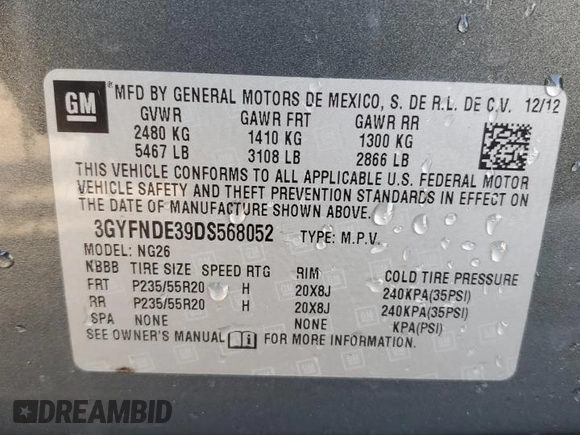 GM
MFD BY GENERAL MOTORS DE MEXICO, S. DE R.L. DE C.V. 12/12
GVWR GAWR FRT GAWR RR
2480 KG 1410 KG 1300 KG
5467 LB 3108 LB 2866 LB
THIS VEHICLE CONFORMS TO ALL APPLICABLE U.S. FEDERAL MOTOR
VEHICLE SAFETY AND THEFT PREVENTION STANDARDS IN EFFECT ON
THE DATE OF MANUFACTURE SHOWN ABOVE.
3GYFNDE39DS568052 TYPE: M.P.V.
MODEL: NG26
KBBB TIRE SIZE SPEED RTG RIM COLD TIRE PRESSURE
FRT P235/55R20 H 20X8J 240KPA(35PSI)
RR P235/55R20 H 20X8J 240KPA(35PSI)
SPA NONE NONE KPA(PSI)
SEE OWNER'S MANUAL FOR MORE INFORMATION.
DREAMBID